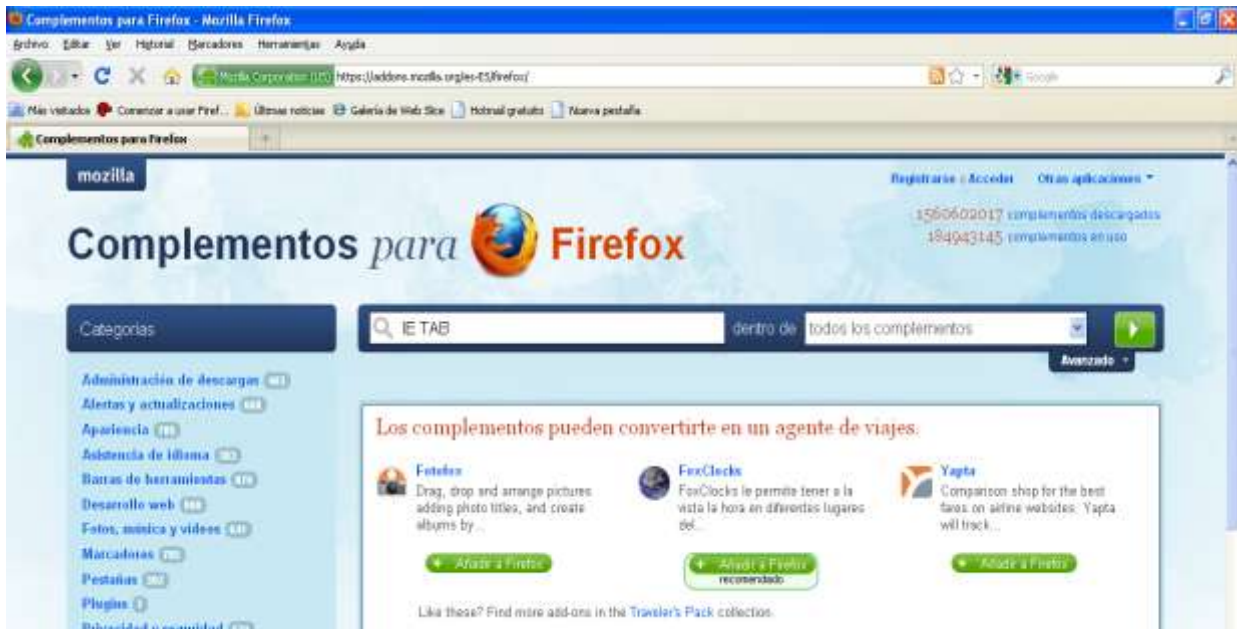 Complementos para Firefox - Mozilla Firefox
Archivo Editar Ver Historial Marcadores Herramientas Ayuda
Mozilla Corporation (US) https://addons.mozilla.org/es-ES/firefox/ Google
Más visitados Comenzar a usar Firef... Últimas noticias Galería de Web Slice Hotmail gratuito Nueva pestaña
Complementos para Firefox
mozilla
Registrarse o Acceder Otras aplicaciones
1560602017 complementos descargados
184943145 complementos en uso
Complementos para Firefox
Categorías
IE TAB dentro de todos los complementos
Avanzado
Administración de descargas
Alertas y actualizaciones
Apariencia
Asistencia de idioma
Barras de herramientas
Desarrollo web
Fotos, música y vídeos
Marcadores
Pestañas
Plugins
Privacidad y seguridad
Los complementos pueden convertirte en un agente de viajes.
Fotofox
Drag, drop and arrange pictures
adding photo titles, and create
albums by...
Añadir a Firefox
FoxClocks
FoxClocks le permite tener a la
vista la hora en diferentes lugares
del...
Añadir a Firefox
recomendado
Yapta
Comparison shop for the best
fares on airline websites. Yapta
will track...
Añadir a Firefox
Like these? Find more add-ons in the Traveler's Pack collection.